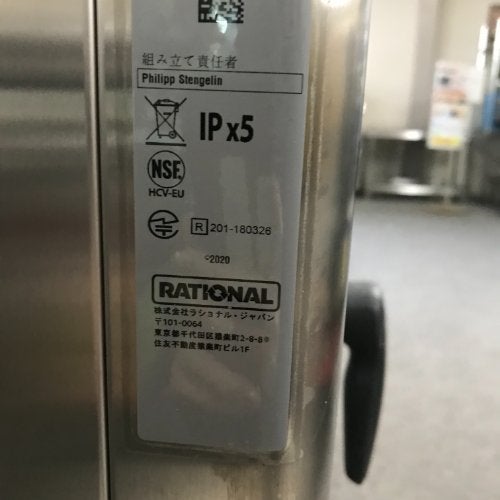 組み立て責任者
Philipp Stengelin
IPx5
NSF.
HCV-EU
R 201-180326
©2020
RATIONAL
株式会社ラショナル・ジャパン
〒101-0064
東京都千代田区猿楽町2-8-8
住友不動産猿楽町ビル1F